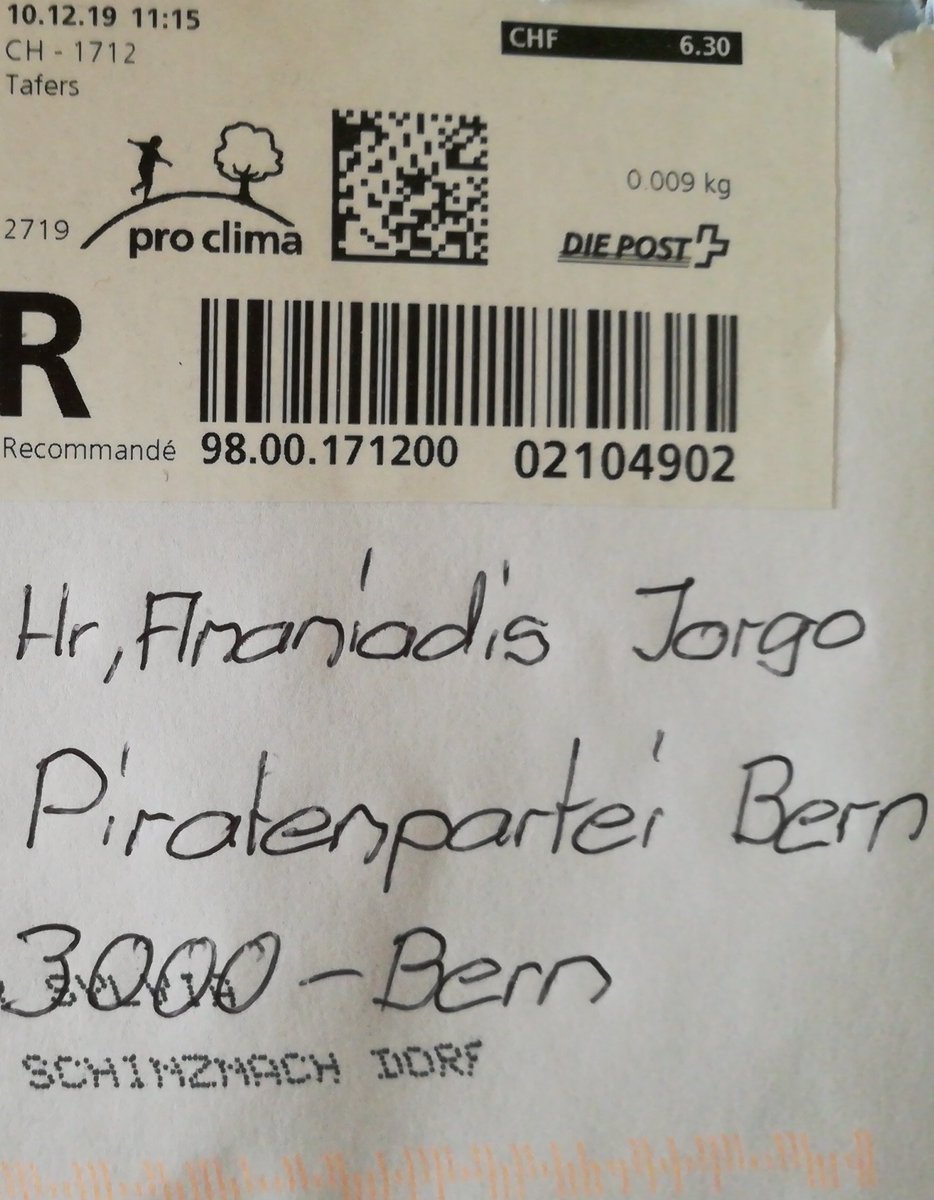 10.12.19 11:15
CH - 1712
Tafers
CHF 6.30
0.009 kg
2719
pro clima
DIE POST
R
Recommandé
98.00.171200 02104902
Hr, Ananiadis Jorgo
Piratenpartei Bern
3000 - Bern
SCHINZNACH DORF